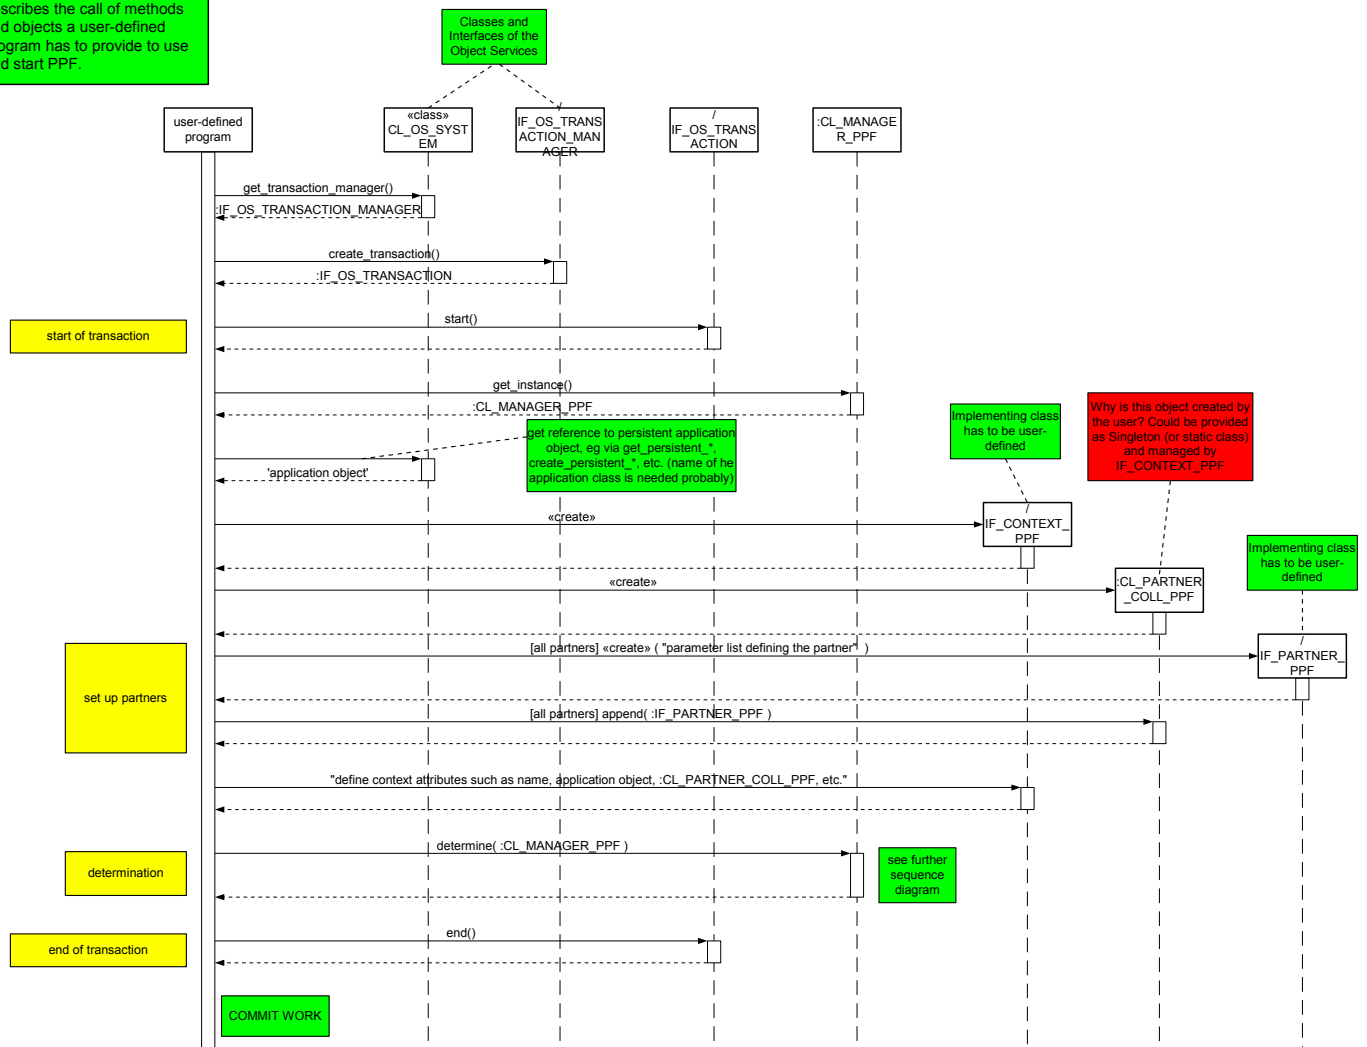 scribes the call of methods
d objects a user-defined
ogram has to provide to use
d start PPF.
Classes and
Interfaces of the
Object Services
user-defined
program
«class»
CL_OS_SYST
EM
/
IF_OS_TRANS
ACTION_MAN
AGER
/
IF_OS_TRANS
ACTION
:CL_MANAGE
R_PPF
get_transaction_manager()
:IF_OS_TRANSACTION_MANAGER
create_transaction()
:IF_OS_TRANSACTION
start of transaction
start()
get_instance()
:CL_MANAGER_PPF
get reference to persistent application
object, eg via get_persistent_*,
create_persistent_*, etc. (name of he
application class is needed probably)
'application object'
Implementing class
has to be user-
defined
Why is this object created by
the user? Could be provided
as Singleton (or static class)
and managed by
IF_CONTEXT_PPF
«create»
/
IF_CONTEXT_
PPF
Implementing class
has to be user-
defined
«create»
:CL_PARTNER
_COLL_PPF
set up partners
[all partners] «create» ( "parameter list defining the partner" )
/
IF_PARTNER_
PPF
[all partners] append( :IF_PARTNER_PPF )
"define context attributes such as name, application object, :CL_PARTNER_COLL_PPF, etc."
determination
determine( :CL_MANAGER_PPF )
see further
sequence
diagram
end of transaction
end()
COMMIT WORK